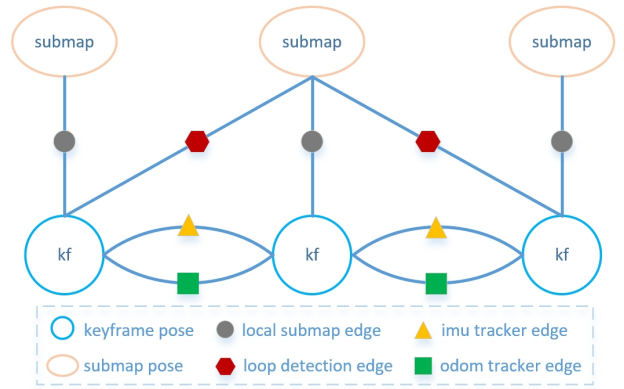 submap submap submap
kf kf kf
keyframe pose local submap edge imu tracker edge
submap pose loop detection edge odom tracker edge